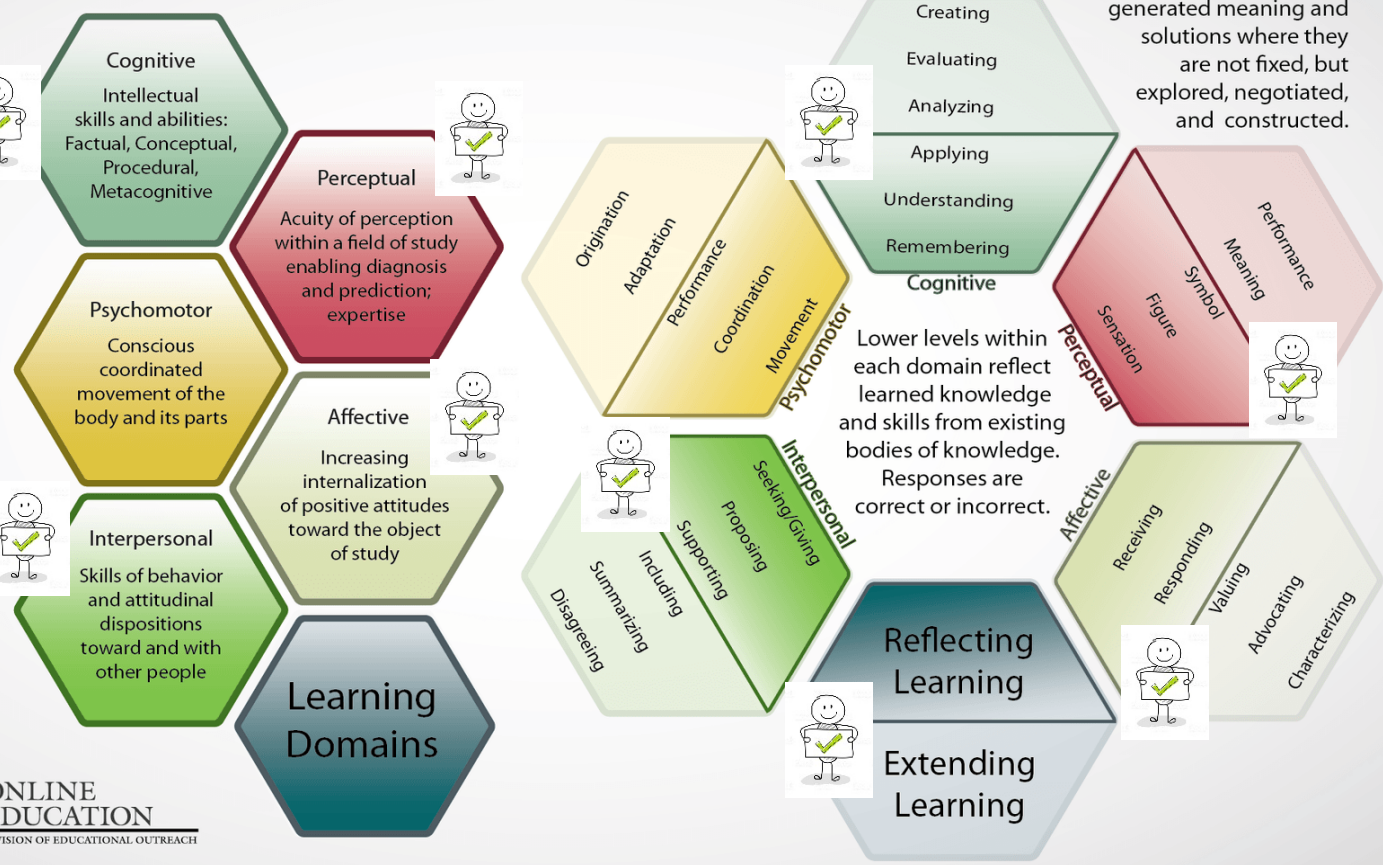 Cognitive
Intellectual
skills and abilities:
Factual, Conceptual,
Procedural,
Metacognitive
Perceptual
Acuity of perception
within a field of study
enabling diagnosis
and prediction;
expertise
Psychomotor
Conscious
coordinated
movement of the
body and its parts
Affective
Increasing
internalization
of positive attitudes
toward the object
of study
Interpersonal
Skills of behavior
and attitudinal
dispositions
toward and with
other people
Learning
Domains
NLINE
DUCATION
VISION OF EDUCATIONAL OUTREACH
generated meaning and
solutions where they
are not fixed, but
explored, negotiated,
and constructed.
Creating
Evaluating
Analyzing
Applying
Understanding
Remembering
Cognitive
Origination
Adaptation
Performance
Coordination
Movement
Psychomotor
Performance
Meaning
Symbol
Figure
Sensation
Perceptual
Lower levels within
each domain reflect
learned knowledge
and skills from existing
bodies of knowledge.
Responses are
correct or incorrect.
Interpersonal
Seeking/Giving
Proposing
Supporting
Including
Summarizing
Disagreeing
Affective
Receiving
Responding
Valuing
Advocating
Characterizing
Reflecting
Learning
Extending
Learning